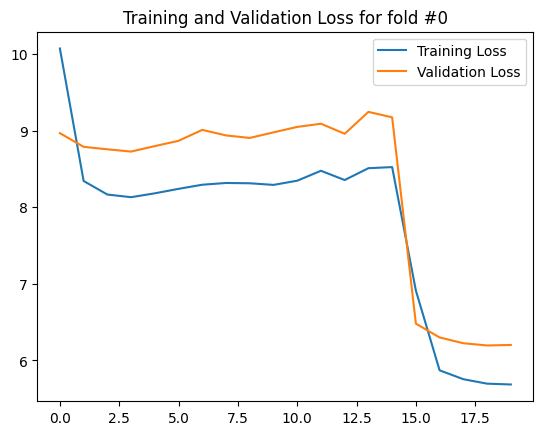 Training and Validation Loss for fold #0
Training Loss
Validation Loss
10
9
8
7
6
0.0 2.5 5.0 7.5 10.0 12.5 15.0 17.5